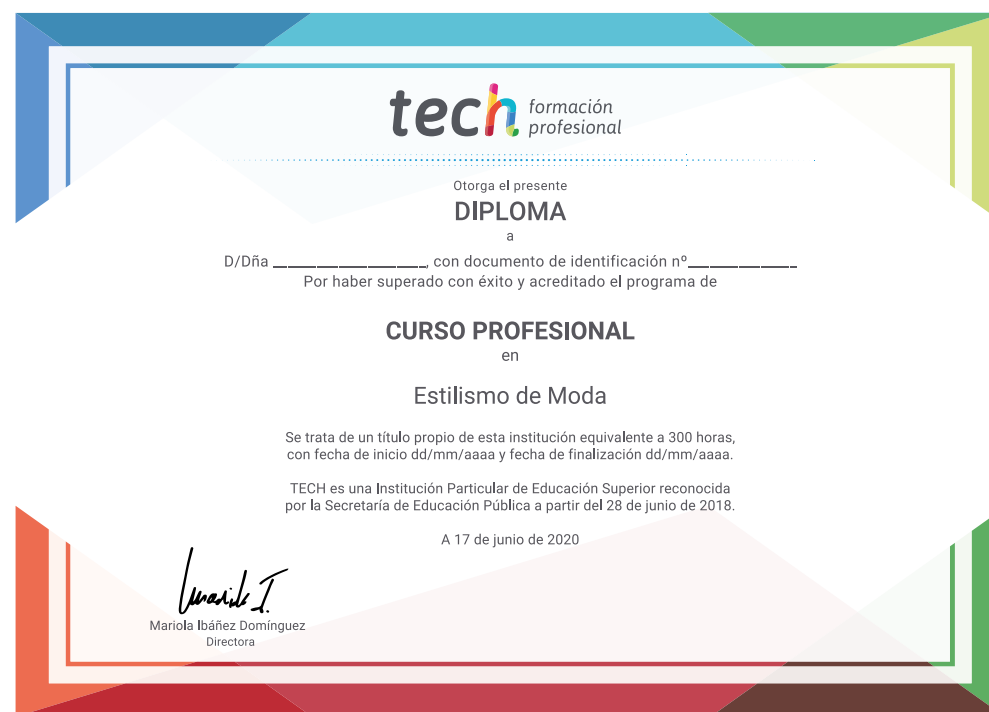 tech formación
profesional
Otorga el presente
DIPLOMA
a
D/Dña ____________________, con documento de identificación nº______________
Por haber superado con éxito y acreditado el programa de
CURSO PROFESIONAL
en
Estilismo de Moda
Se trata de un título propio de esta institución equivalente a 300 horas,
con fecha de inicio dd/mm/aaaa y fecha de finalización dd/mm/aaaa.
TECH es una Institución Particular de Educación Superior reconocida
por la Secretaría de Educación Pública a partir del 28 de junio de 2018.
A 17 de junio de 2020
Mariola Ibáñez Domínguez
Directora